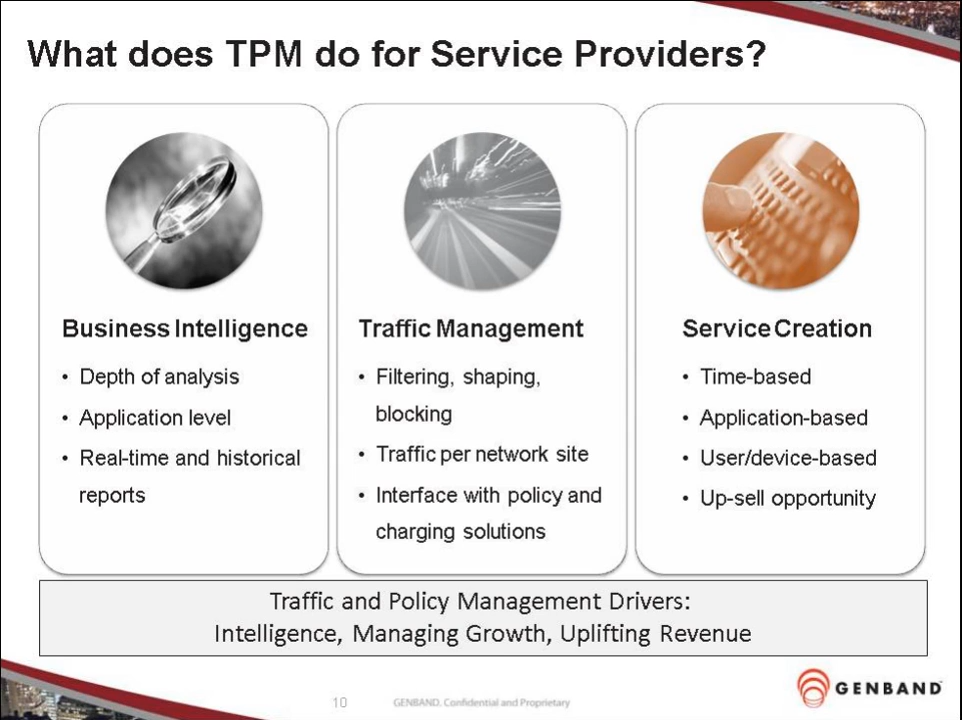 What does TPM do for Service Providers?
Business Intelligence
• Depth of analysis
• Application level
• Real-time and historical
reports
Traffic Management
• Filtering, shaping,
blocking
• Traffic per network site
• Interface with policy and
charging solutions
Service Creation
• Time-based
• Application-based
• User/device-based
• Up-sell opportunity
Traffic and Policy Management Drivers:
Intelligence, Managing Growth, Uplifting Revenue
10
GENBAND. Confidential and Proprietary
GENBAND™